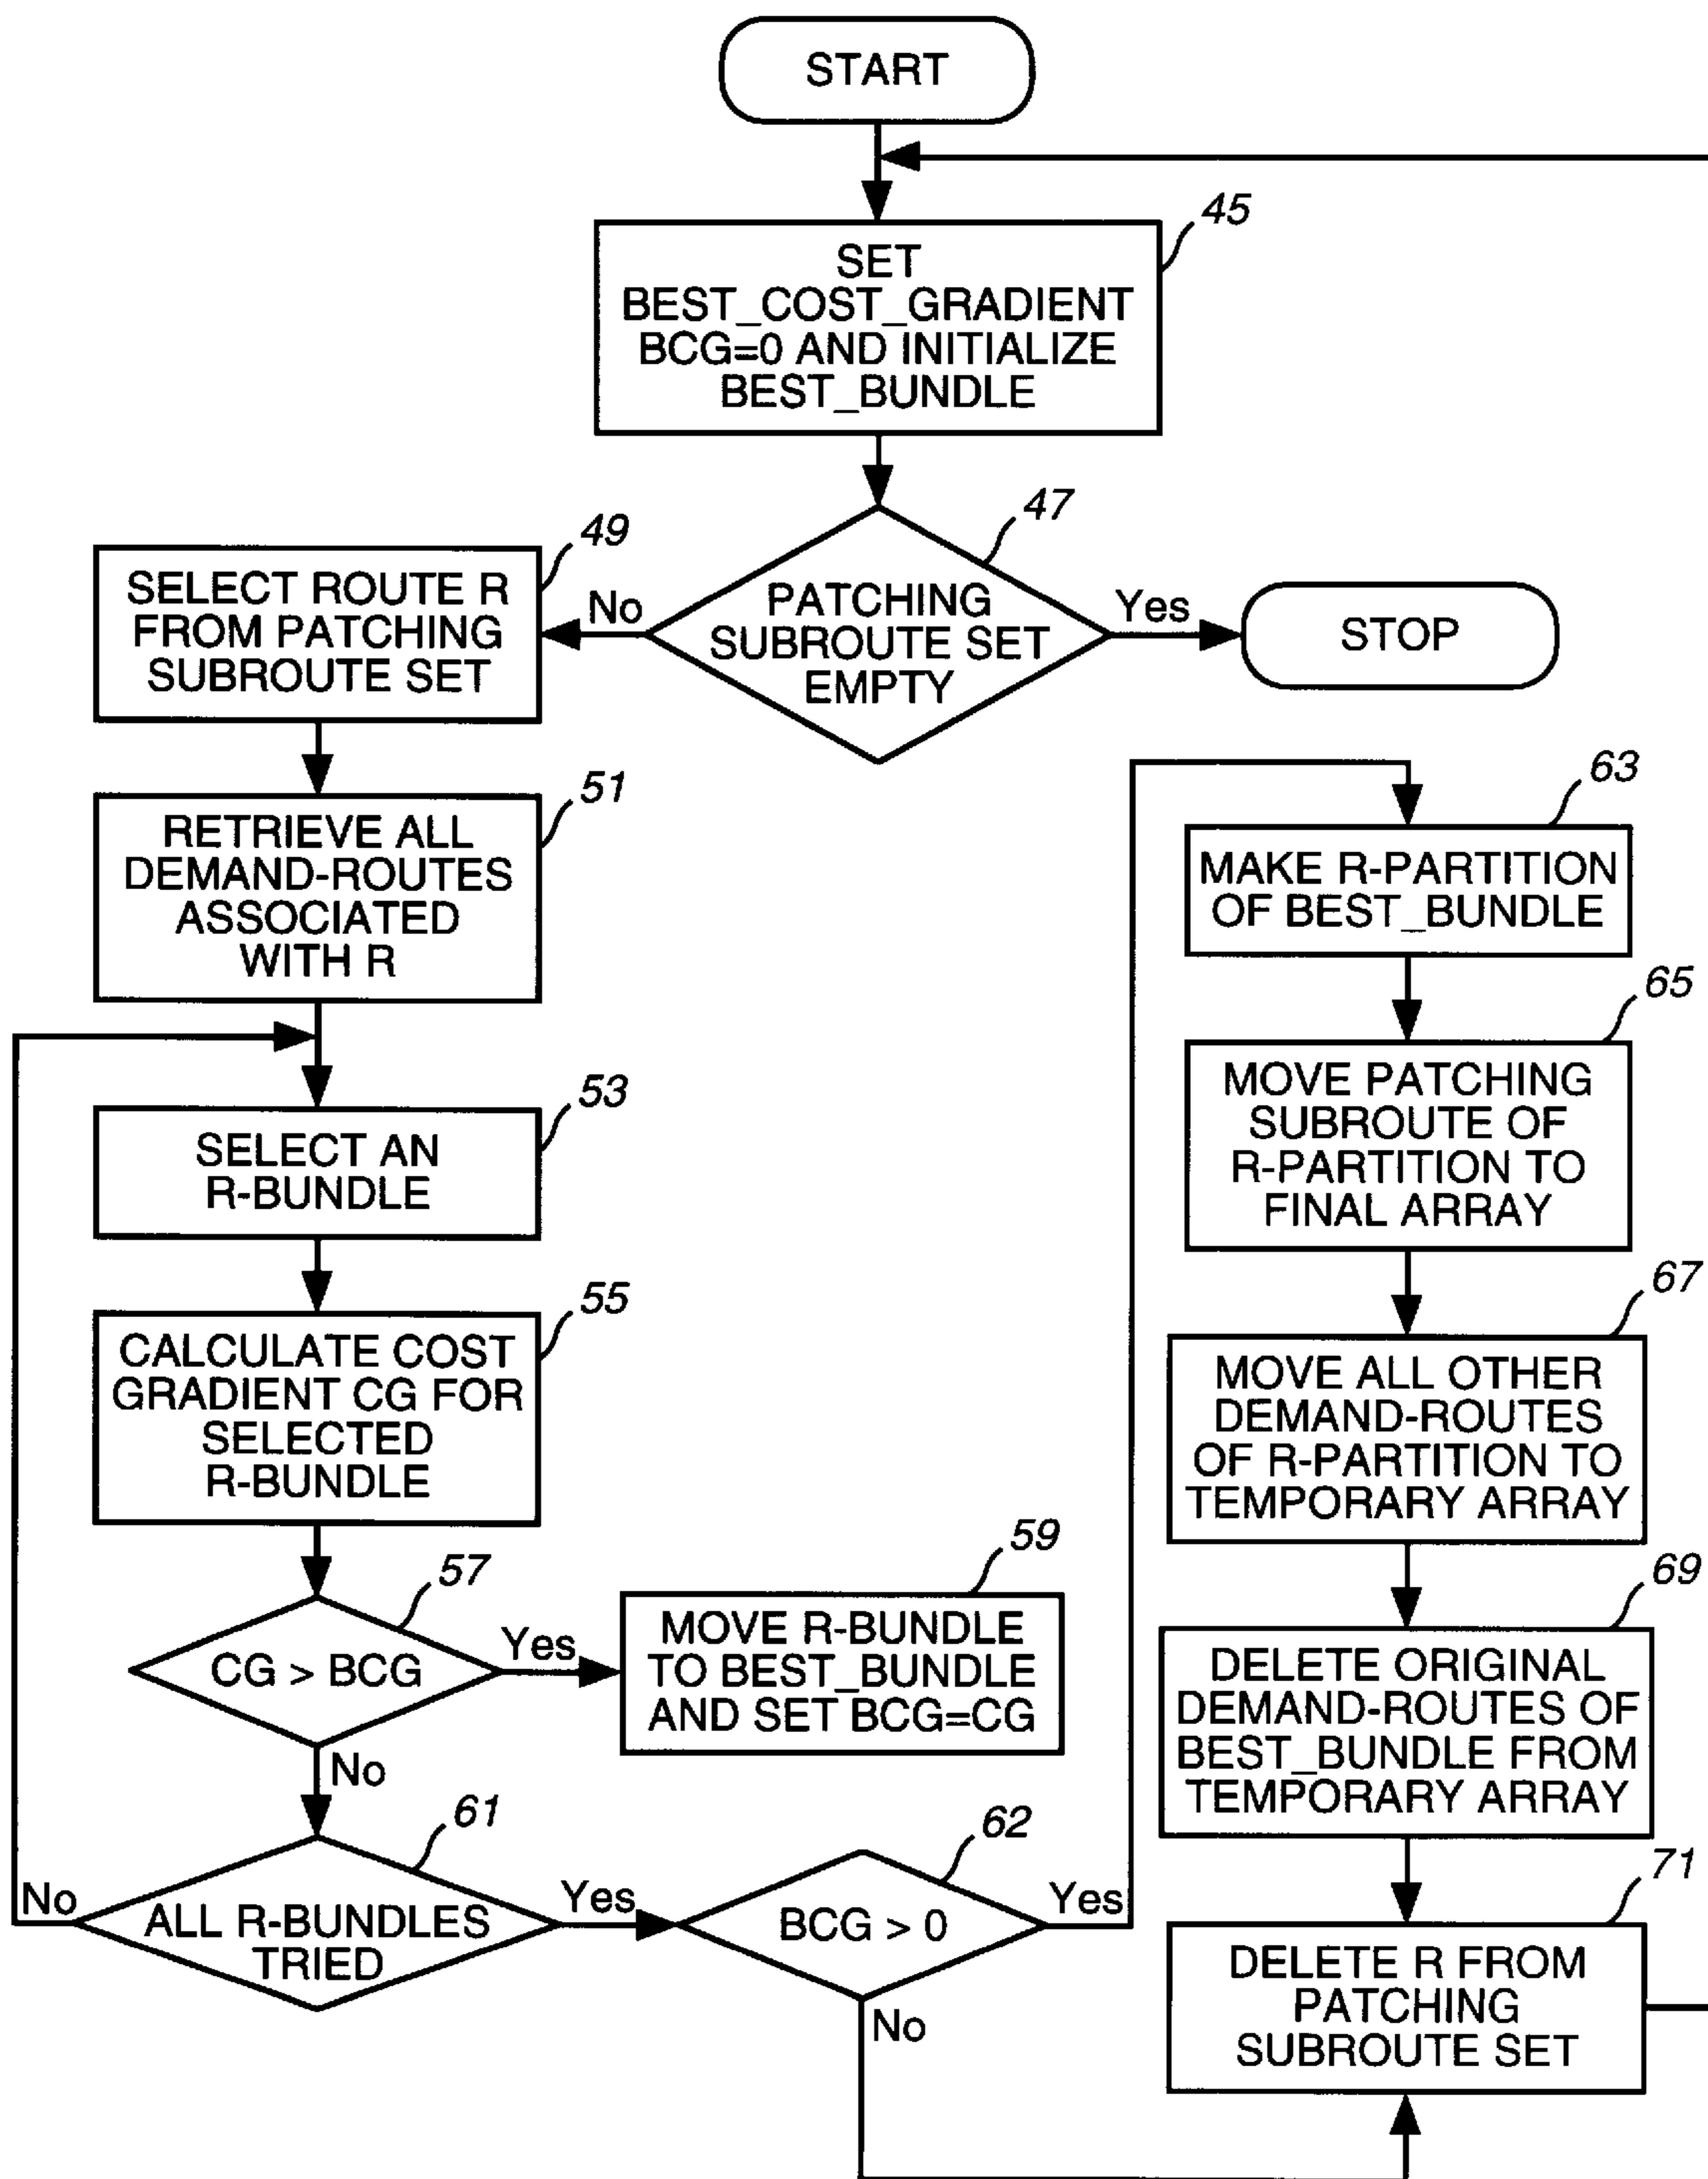 START
45
SET
BEST_COST_GRADIENT
BCG=0 AND INITIALIZE
BEST_BUNDLE
47
PATCHING
SUBROUTE SET
EMPTY
Yes
STOP
No
49
SELECT ROUTE R
FROM PATCHING
SUBROUTE SET
51
RETRIEVE ALL
DEMAND-ROUTES
ASSOCIATED
WITH R
53
SELECT AN
R-BUNDLE
55
CALCULATE COST
GRADIENT CG FOR
SELECTED
R-BUNDLE
57
CG > BCG
Yes
59
MOVE R-BUNDLE
TO BEST_BUNDLE
AND SET BCG=CG
No
61
ALL R-BUNDLES
TRIED
No
Yes
62
BCG > 0
Yes
No
63
MAKE R-PARTITION
OF BEST_BUNDLE
65
MOVE PATCHING
SUBROUTE OF
R-PARTITION TO
FINAL ARRAY
67
MOVE ALL OTHER
DEMAND-ROUTES
OF R-PARTITION TO
TEMPORARY ARRAY
69
DELETE ORIGINAL
DEMAND-ROUTES OF
BEST_BUNDLE FROM
TEMPORARY ARRAY
71
DELETE R FROM
PATCHING
SUBROUTE SET